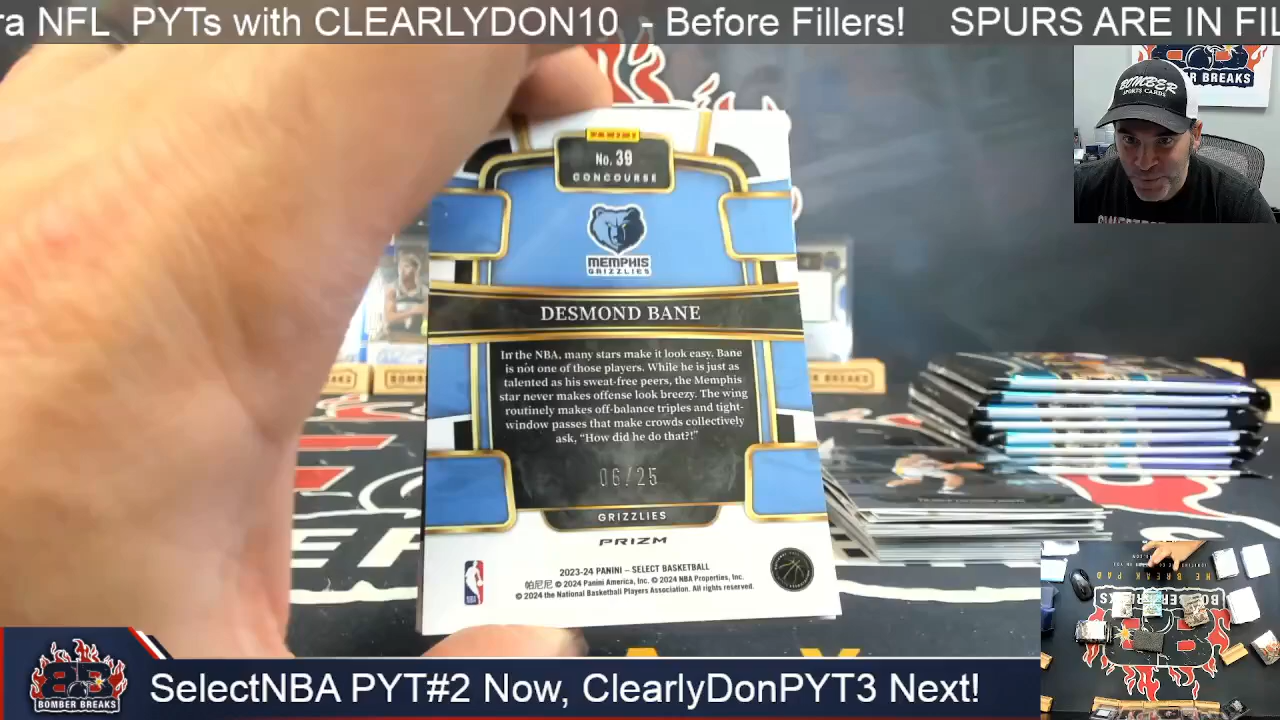 ra NFL PYTs with CLEARLYDON10 - Before Fillers! SPURS ARE IN FIL
BOMBER
SPORTS CARDS
BER BREAKS
PANINI
No. 39
CONCOURSE
MEMPHIS
GRIZZLIES
DESMOND BANE
In the NBA, many stars make it look easy. Bane
is not one of those players. While he is just as
talented as his sweat-free peers, the Memphis
star never makes offense look breezy. The wing
routinely makes off-balance triples and tight-
window passes that make crowds collectively
ask, “How did he do that?!”
06/25
GRIZZLIES
PRIZM
2023-24 PANINI – SELECT BASKETBALL
帕尼尼 © 2024 Panini America, Inc. © 2024 NBA Properties, Inc.
© 2024 the National Basketball Players Association. All rights reserved.
NBA
BOMBER BREAKS
SelectNBA PYT#2 Now, ClearlyDonPYT3 Next!